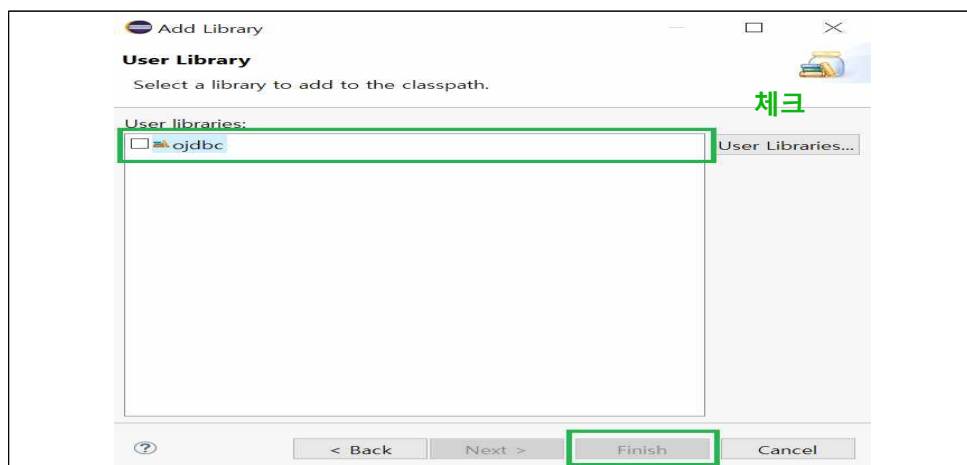 Add Library
User Library
Select a library to add to the classpath.
체크
User libraries:
ojdbc
User Libraries...
?
< Back
Next >
Finish
Cancel